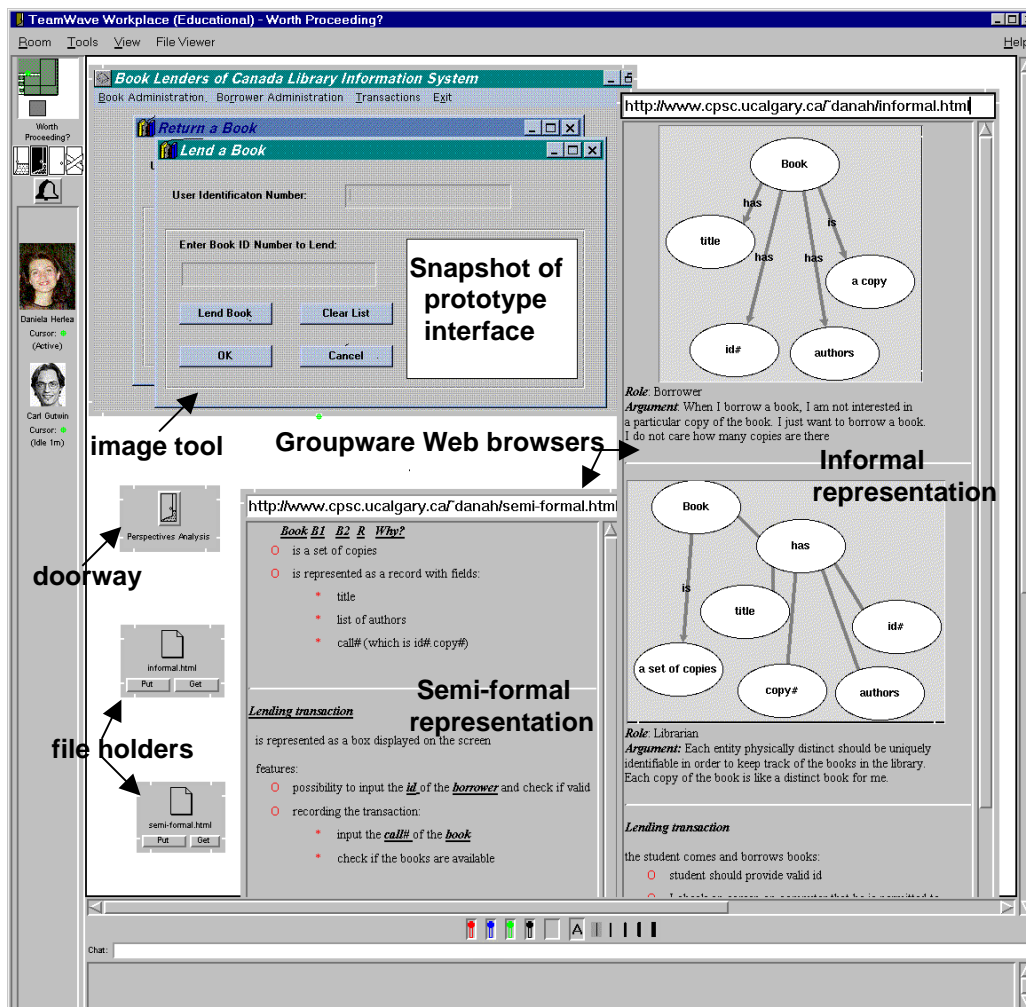 TeamWave Workplace (Educational) - Worth Proceeding?
Room Tools View File Viewer Help
Worth
Proceeding?
Daniela Herlea
Cursor:
(Active)
Carl Gutwin
Cursor:
(Idle 1m)
Book Lenders of Canada Library Information System
Book Administration. Borrower Administration Transactions Exit
Return a Book
Lend a Book
User Identificaton Number:
Enter Book ID Number to Lend:
Lend Book
Clear List
OK
Cancel
Snapshot of
prototype
interface
image tool
Groupware Web browsers
http://www.cpsc.ucalgary.ca/~danah/informal.html
Book
has
is
title
has
has
a copy
id#
authors
Role: Borrower
Argument: When I borrow a book, I am not interested in
a particular copy of the book. I just want to borrow a book.
I do not care how many copies are there
Informal
representation
Book
has
is
title
id#
a set of copies
copy#
authors
Role: Librarian
Argument: Each entity physically distinct should be uniquely
identifiable in order to keep track of the books in the library.
Each copy of the book is like a distinct book for me.
Lending transaction
the student comes and borrows books:
student should provide valid id
Perspectives Analysis
doorway
informal.html
Put Get
file holders
semi-formal.html
Put Get
http://www.cpsc.ucalgary.ca/~danah/semi-formal.html
Book B1 B2 R Why?
is a set of copies
is represented as a record with fields:
* title
* list of authors
* call# (which is id#.copy#)
Semi-formal
representation
Lending transaction
is represented as a box displayed on the screen
features:
possibility to input the id of the borrower and check if valid
recording the transaction:
* input the call# of the book
* check if the books are available
A
Chat: